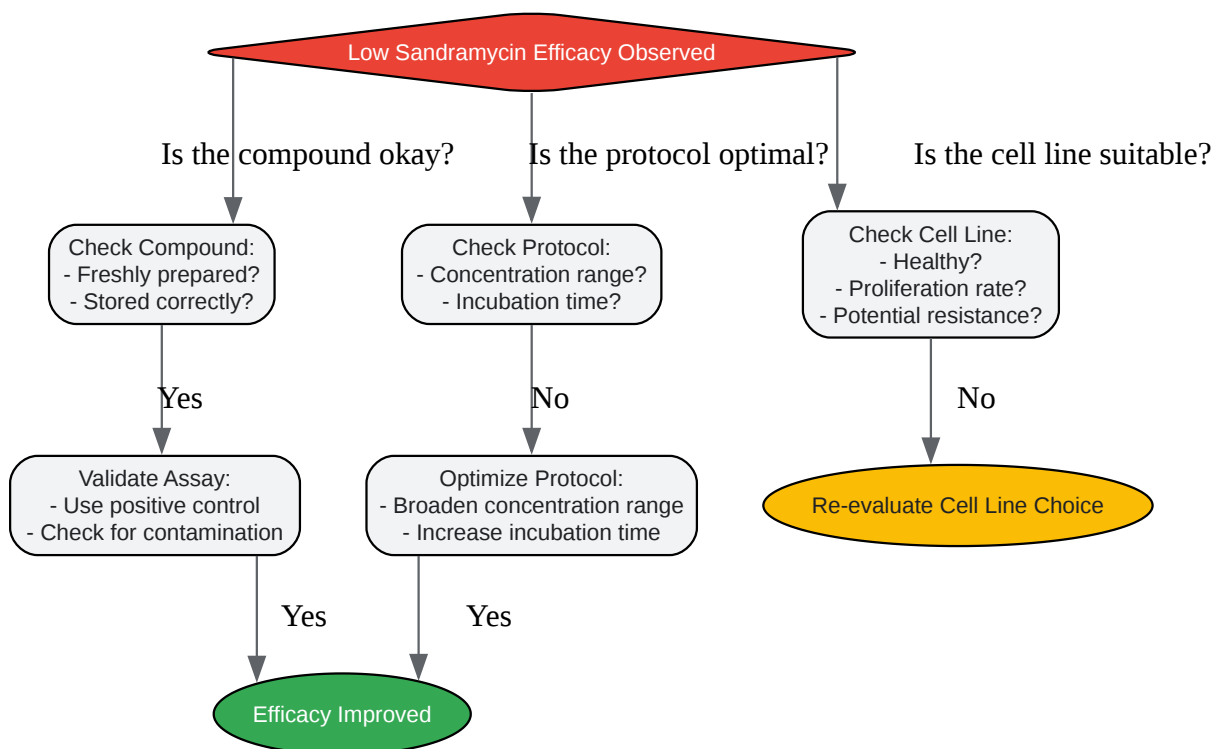 Low Sandramycin Efficacy Observed
Is the compound okay?
Is the protocol optimal?
Is the cell line suitable?
Check Compound:
- Freshly prepared?
- Stored correctly?
Check Protocol:
- Concentration range?
- Incubation time?
Check Cell Line:
- Healthy?
- Proliferation rate?
- Potential resistance?
Yes
No
No
Validate Assay:
- Use positive control
- Check for contamination
Optimize Protocol:
- Broaden concentration range
- Increase incubation time
Re-evaluate Cell Line Choice
Yes
Yes
Efficacy Improved